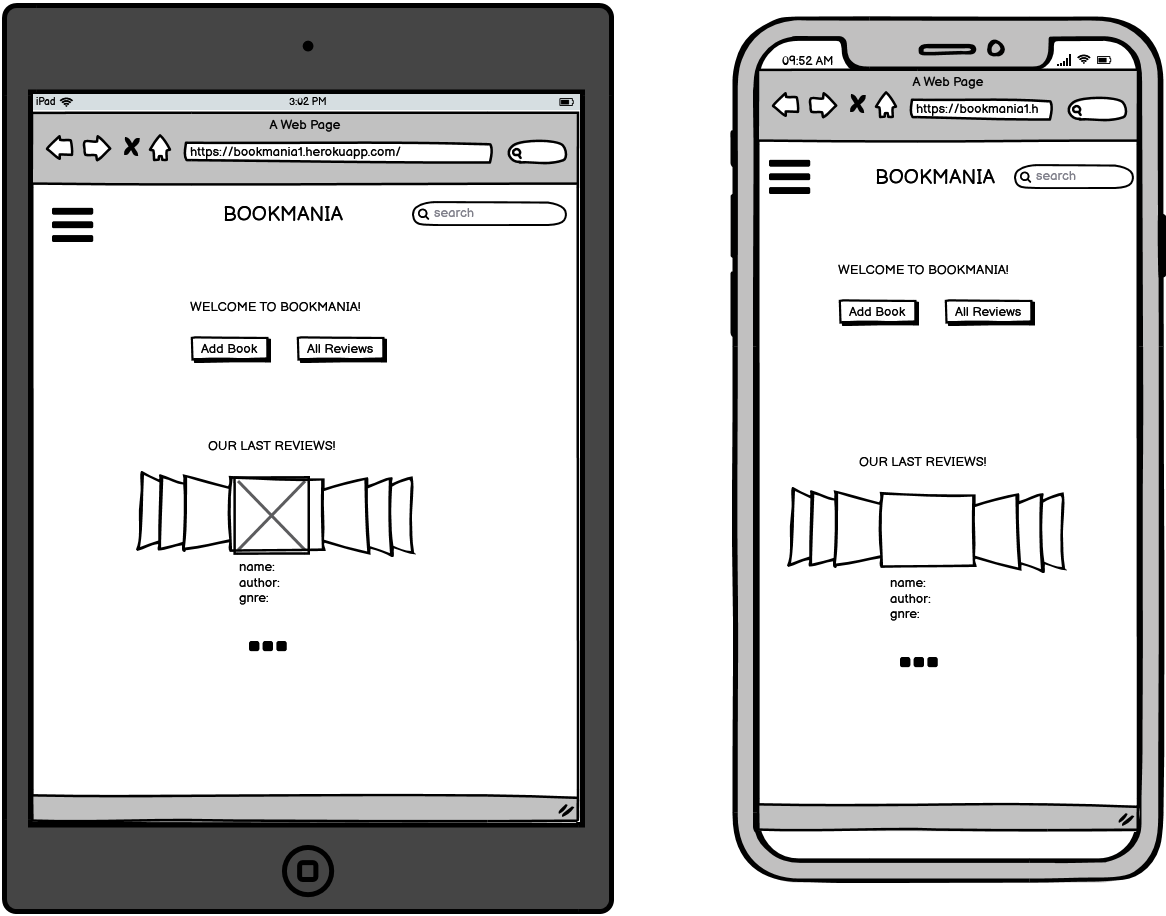 iPad 3:02 PM
A Web Page
https://bookmania1.herokuapp.com/
BOOKMANIA search
WELCOME TO BOOKMANIA!
Add Book All Reviews
OUR LAST REVIEWS!
name:
author:
gnre:
09:52 AM
A Web Page
https://bookmania1.h
BOOKMANIA search
WELCOME TO BOOKMANIA!
Add Book All Reviews
OUR LAST REVIEWS!
name:
author:
gnre: